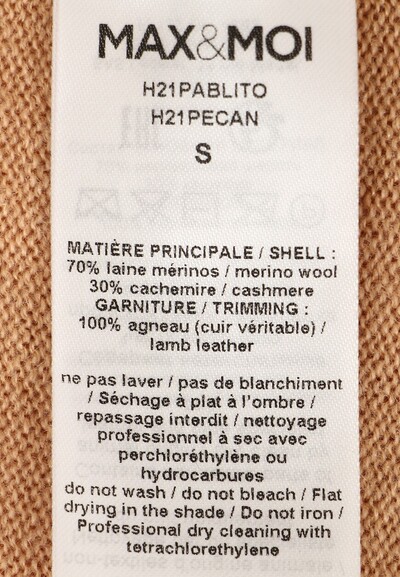 MAX&MOI
H21PABLITO
H21PECAN
S
MATIÈRE PRINCIPALE / SHELL :
70% laine mérinos / merino wool
30% cachemire / cashmere
GARNITURE / TRIMMING :
100% agneau (cuir véritable) /
lamb leather
ne pas laver / pas de blanchiment
/ Séchage à plat à l'ombre /
repassage interdit / nettoyage
professionnel à sec avec
perchloréthylène ou
hydrocarbures
do not wash / do not bleach / Flat
drying in the shade / Do not iron /
Professional dry cleaning with
tetrachlorethylene